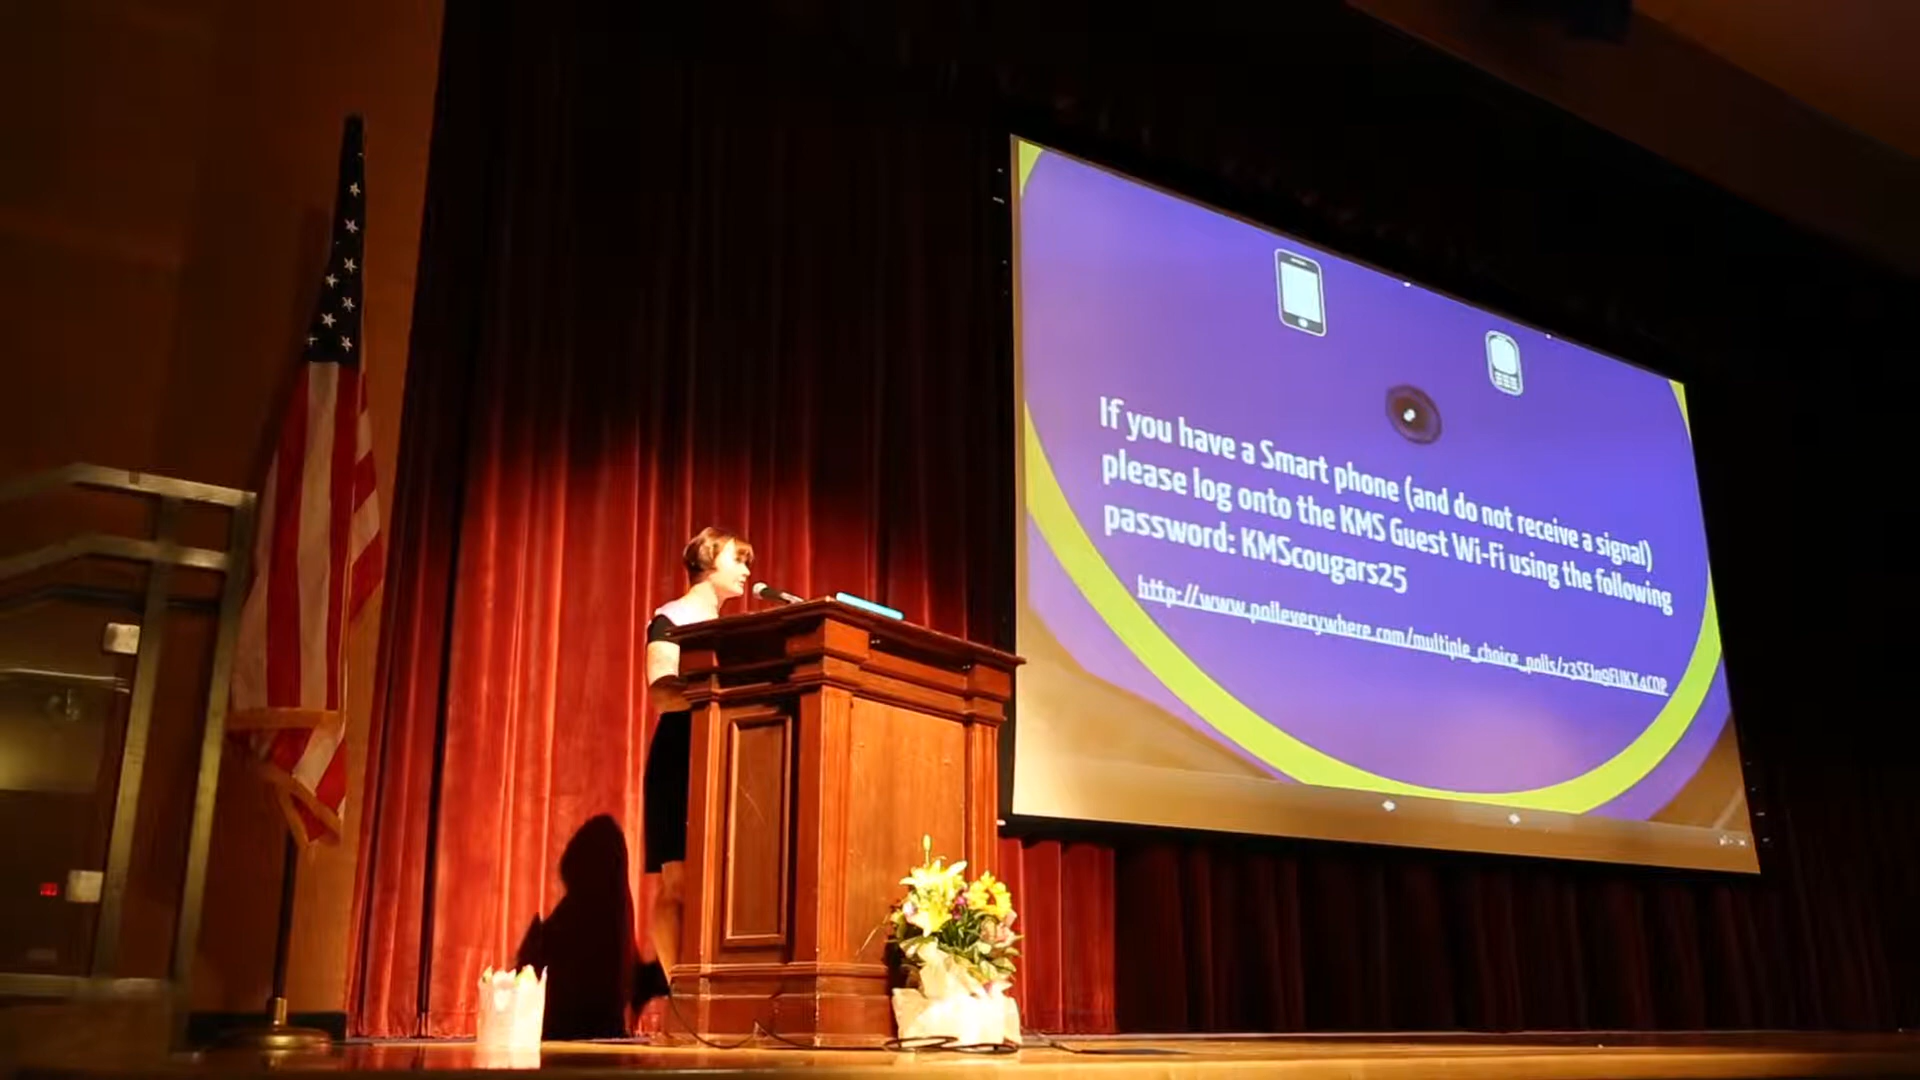 If you have a Smart phone (and do not receive a signal)
please log onto the KMS Guest Wi-Fi using the following
password: KMScougars25
http://www.polleverywhere.com/multiple_choice_polls/